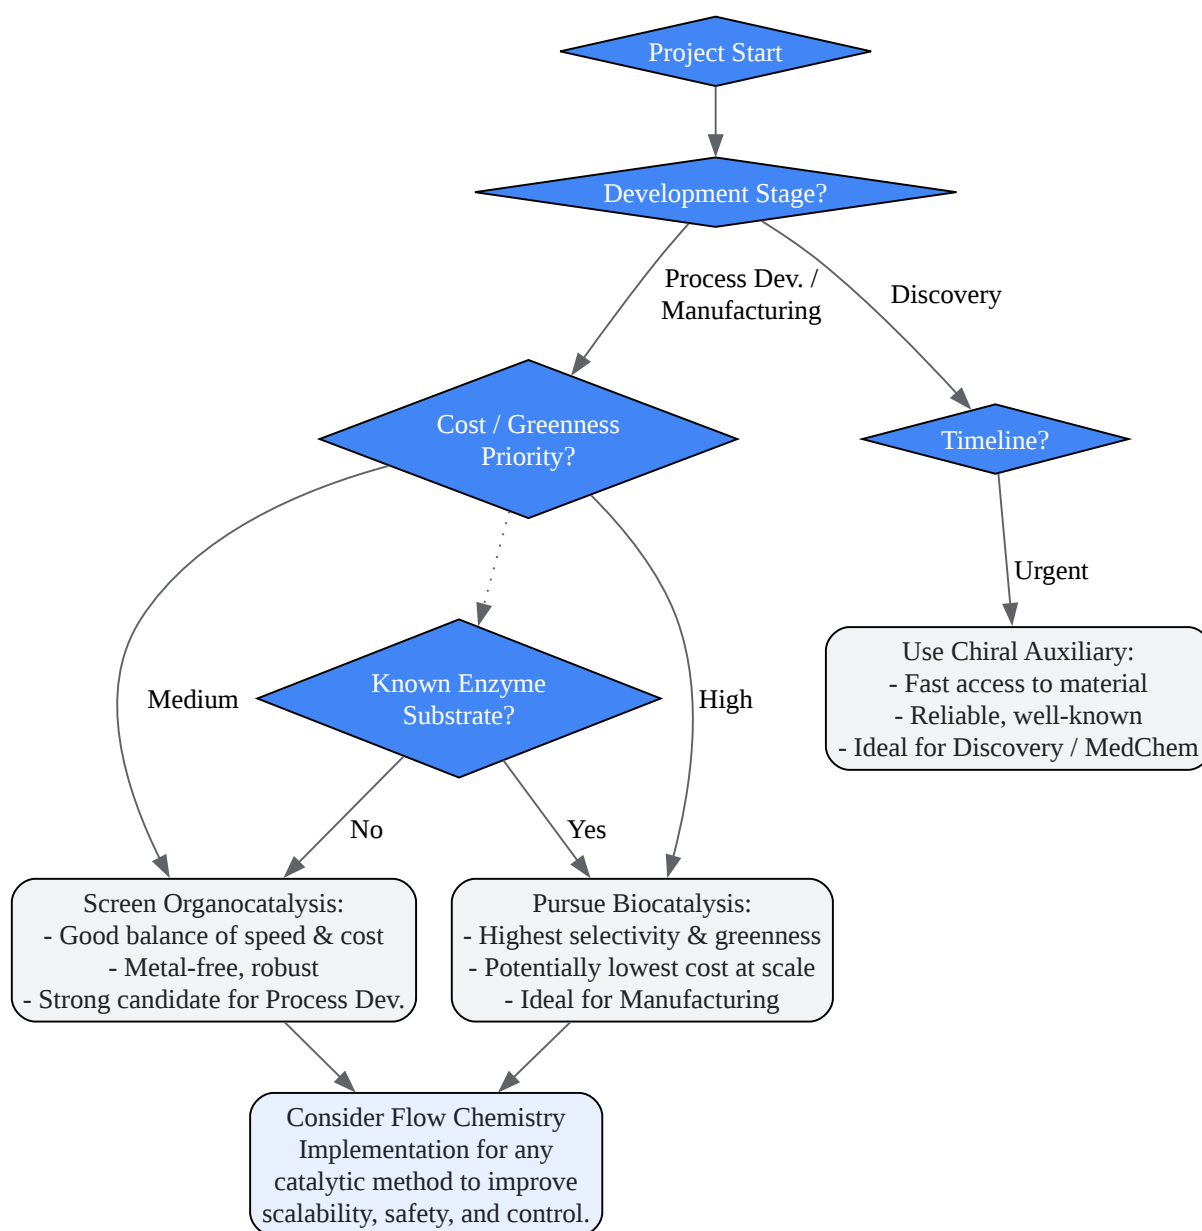 Project Start
Development Stage?
Process Dev. /
Manufacturing
Discovery
Cost / Greenness
Priority?
Timeline?
Urgent
Medium
Known Enzyme
Substrate?
High
Use Chiral Auxiliary:
- Fast access to material
- Reliable, well-known
- Ideal for Discovery / MedChem
No
Yes
Screen Organocatalysis:
- Good balance of speed & cost
- Metal-free, robust
- Strong candidate for Process Dev.
Pursue Biocatalysis:
- Highest selectivity & greenness
- Potentially lowest cost at scale
- Ideal for Manufacturing
Consider Flow Chemistry
Implementation for any
catalytic method to improve
scalability, safety, and control.